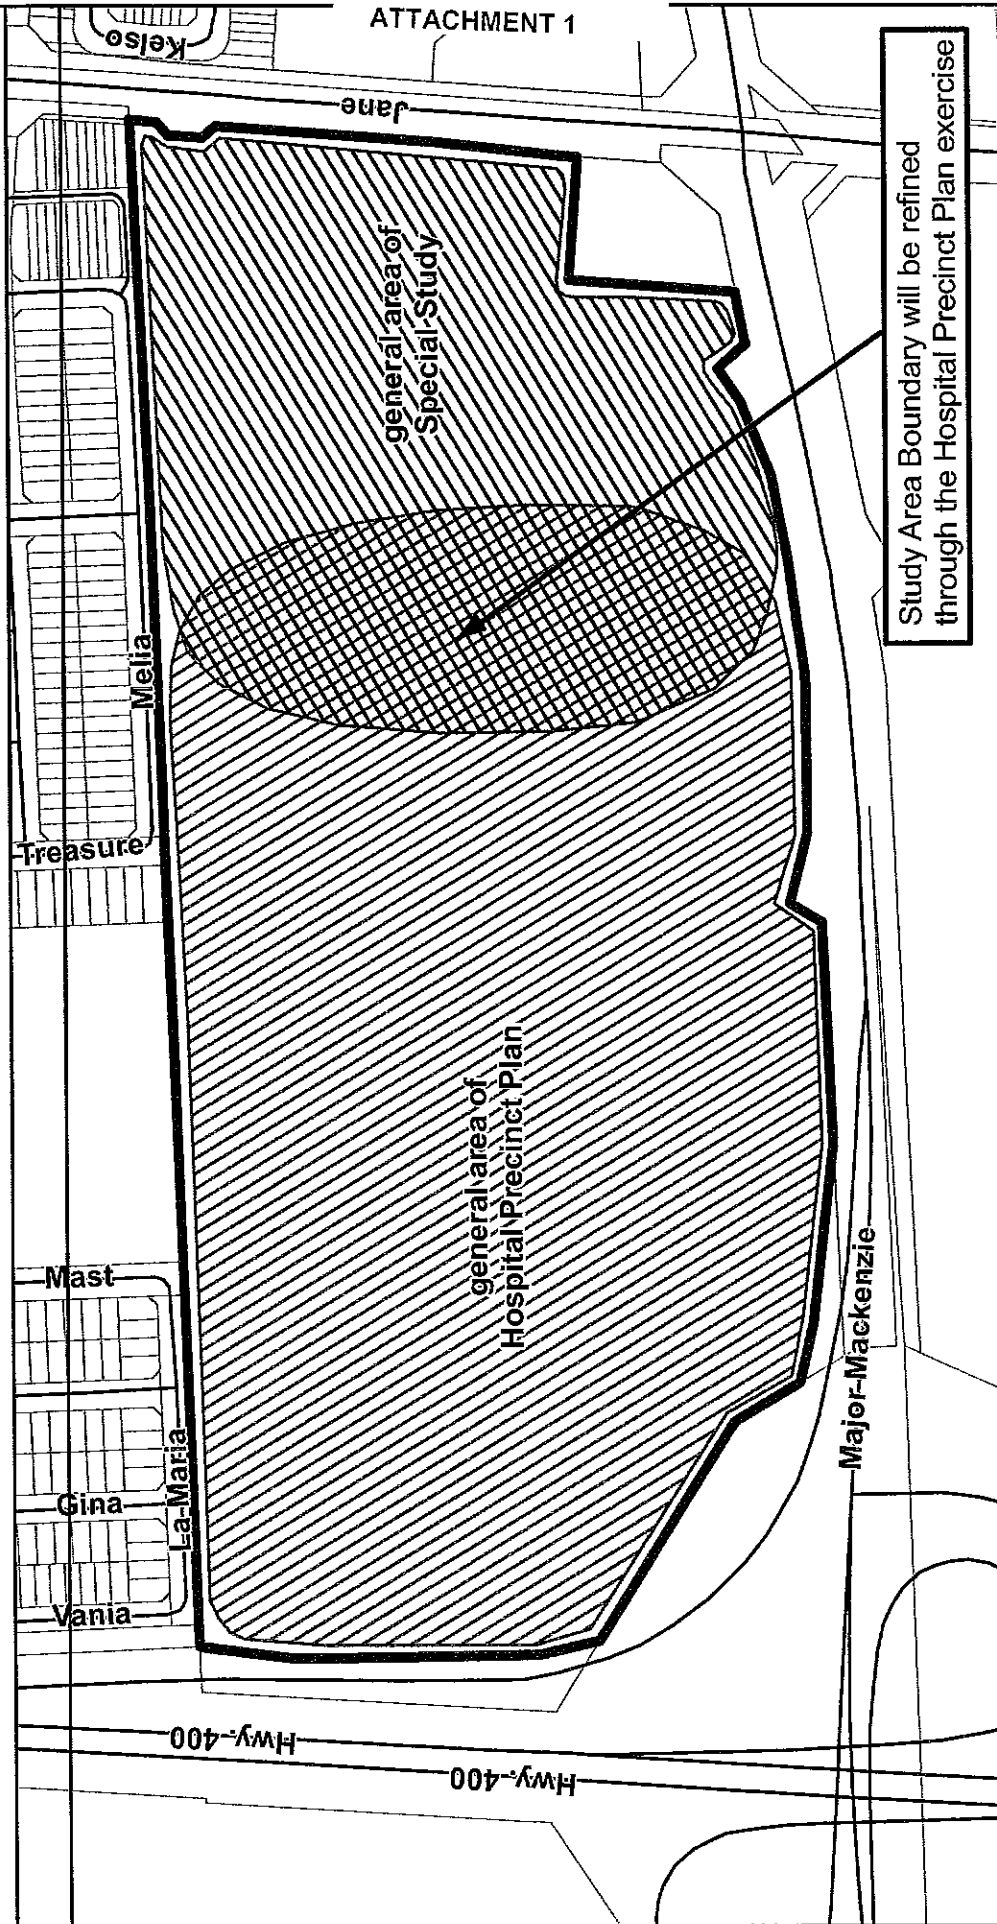 ATTACHMENT 1
Kelso
Jane
general area of
Special Study
Study Area Boundary will be refined
through the Hospital Precinct Plan exercise
Melia
Treasure
general area of
Hospital Precinct Plan
Mast
La Maria
Gina
Vania
Major Mackenzie
Hwy. 400
Hwy. 400